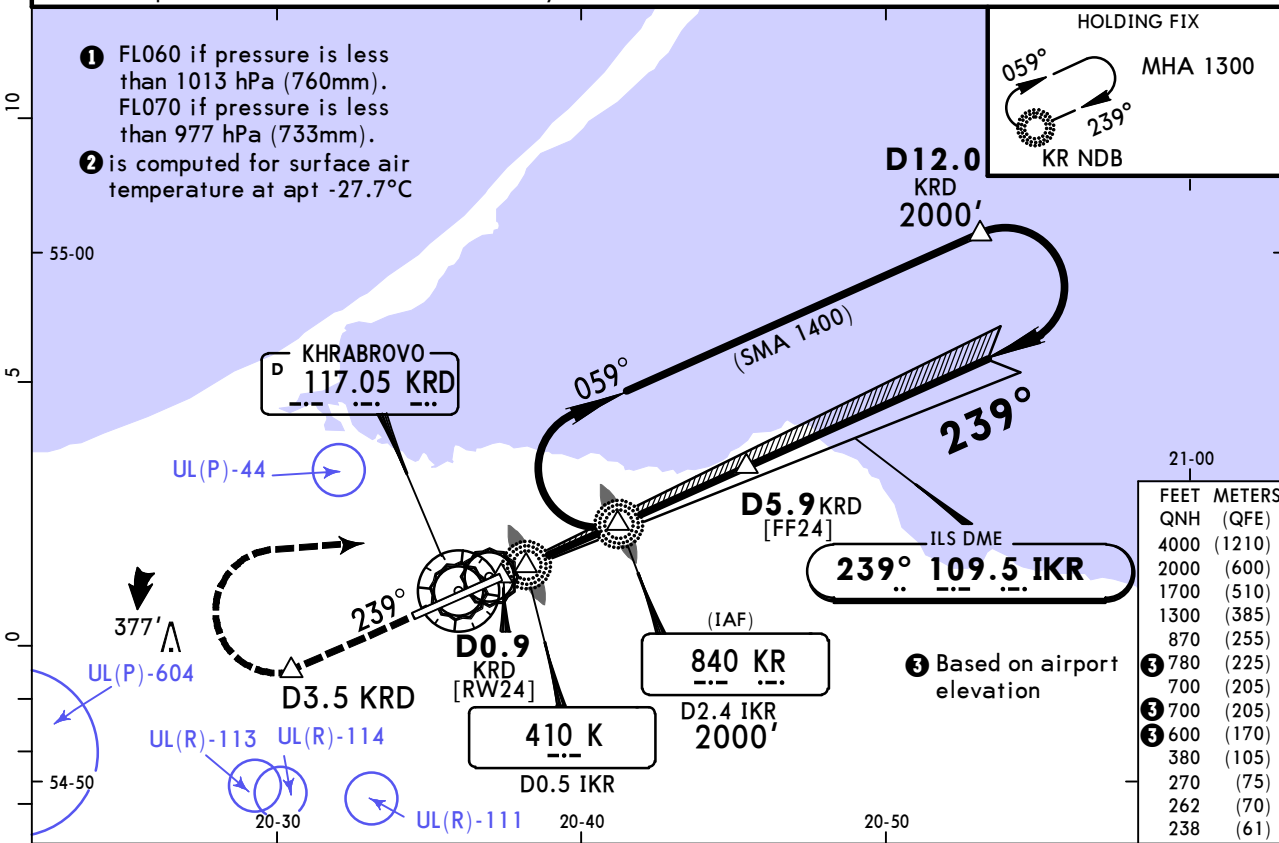 ❶ FL060 if pressure is less
than 1013 hPa (760mm).
FL070 if pressure is less
than 977 hPa (733mm).
❷ is computed for surface air
temperature at apt -27.7°C
HOLDING FIX
059°
MHA 1300
239°
KR NDB
10
5
0
55-00
54-50
D12.0
KRD
2000'
(SMA 1400)
059°
239°
KHRABROVO
D 117.05 KRD
UL(P)-44
D5.9 KRD
[FF24]
21-00
ILS DME
239° 109.5 IKR
239°
377'
UL(P)-604
D3.5 KRD
D0.9
KRD
[RW24]
(IAF)
840 KR
D2.4 IKR
2000'
410 K
D0.5 IKR
❸ Based on airport
elevation
UL(R)-113
UL(R)-114
UL(R)-111
20-30
20-40
20-50
FEET METERS
QNH (QFE)
4000 (1210)
2000 (600)
1700 (510)
1300 (385)
870 (255)
❸ 780 (225)
700 (205)
❸ 700 (205)
❸ 600 (170)
380 (105)
270 (75)
262 (70)
238 (61)